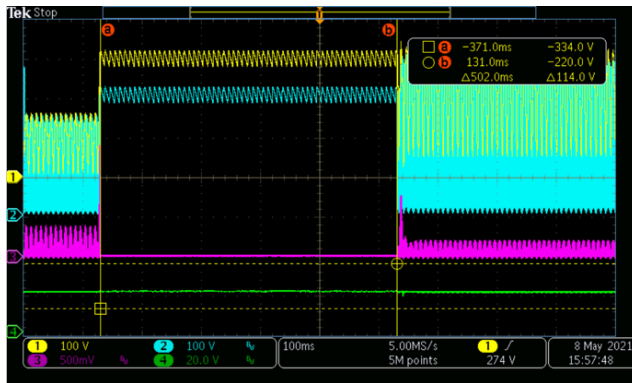 Tek Stop
T
a
b
a -371.0ms -334.0 V
b 131.0ms -220.0 V
Δ502.0ms Δ114.0 V
1
2
3
4
1 100 V 2 100 V 100ms 5.00MS/s 1 8 May 2021
3 500mV 4 20.0 V 5M points 274 V 15:57:48